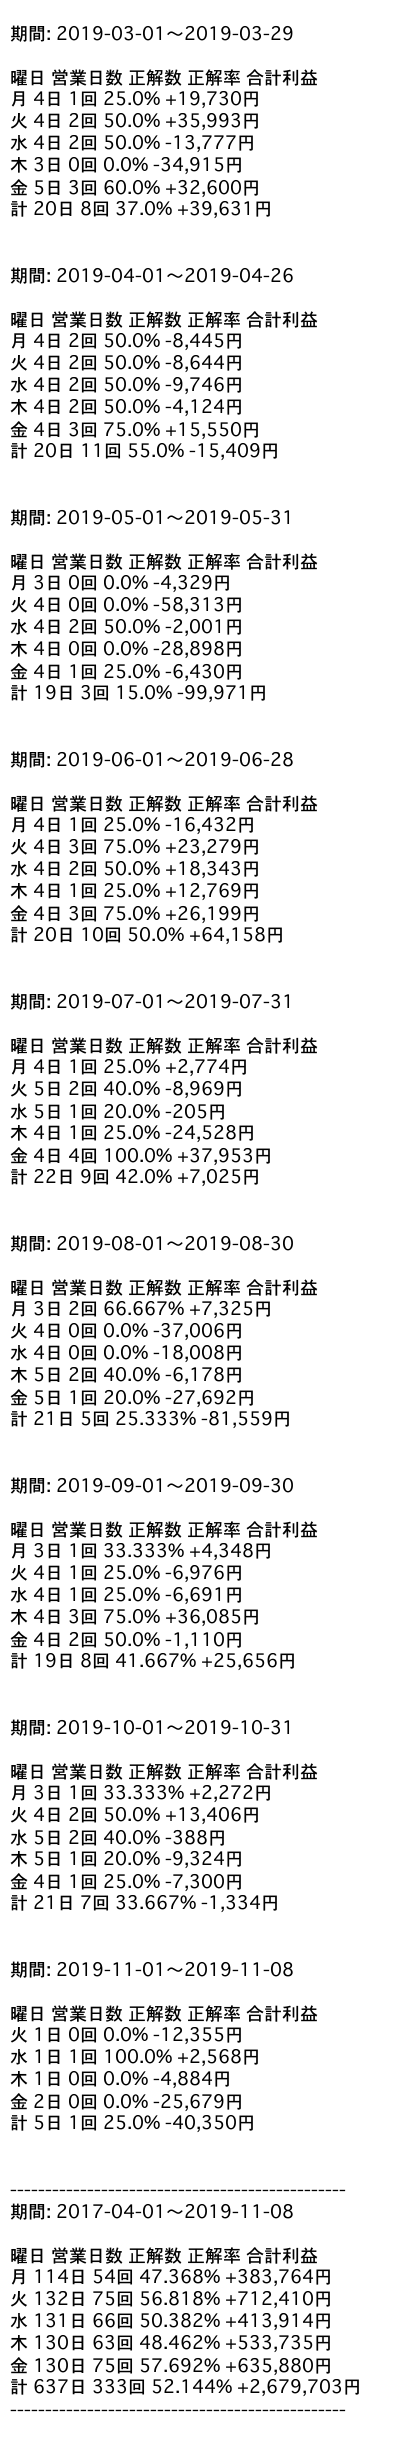 期間: 2019-03-01〜2019-03-29
曜日 営業日数 正解数 正解率 合計利益
月 4日 1回 25.0% +19,730円
火 4日 2回 50.0% +35,993円
水 4日 2回 50.0% -13,777円
木 3日 0回 0.0% -34,915円
金 5日 3回 60.0% +32,600円
計 20日 8回 37.0% +39,631円
期間: 2019-04-01〜2019-04-26
曜日 営業日数 正解数 正解率 合計利益
月 4日 2回 50.0% -8,445円
火 4日 2回 50.0% -8,644円
水 4日 2回 50.0% -9,746円
木 4日 2回 50.0% -4,124円
金 4日 3回 75.0% +15,550円
計 20日 11回 55.0% -15,409円
期間: 2019-05-01〜2019-05-31
曜日 営業日数 正解数 正解率 合計利益
月 3日 0回 0.0% -4,329円
火 4日 0回 0.0% -58,313円
水 4日 2回 50.0% -2,001円
木 4日 0回 0.0% -28,898円
金 4日 1回 25.0% -6,430円
計 19日 3回 15.0% -99,971円
期間: 2019-06-01〜2019-06-28
曜日 営業日数 正解数 正解率 合計利益
月 4日 1回 25.0% -16,432円
火 4日 3回 75.0% +23,279円
水 4日 2回 50.0% +18,343円
木 4日 1回 25.0% +12,769円
金 4日 3回 75.0% +26,199円
計 20日 10回 50.0% +64,158円
期間: 2019-07-01〜2019-07-31
曜日 営業日数 正解数 正解率 合計利益
月 4日 1回 25.0% +2,774円
火 5日 2回 40.0% -8,969円
水 5日 1回 20.0% -205円
木 4日 1回 25.0% -24,528円
金 4日 4回 100.0% +37,953円
計 22日 9回 42.0% +7,025円
期間: 2019-08-01〜2019-08-30
曜日 営業日数 正解数 正解率 合計利益
月 3日 2回 66.667% +7,325円
火 4日 0回 0.0% -37,006円
水 4日 0回 0.0% -18,008円
木 5日 2回 40.0% -6,178円
金 5日 1回 20.0% -27,692円
計 21日 5回 25.333% -81,559円
期間: 2019-09-01〜2019-09-30
曜日 営業日数 正解数 正解率 合計利益
月 3日 1回 33.333% +4,348円
火 4日 1回 25.0% -6,976円
水 4日 1回 25.0% -6,691円
木 4日 3回 75.0% +36,085円
金 4日 2回 50.0% -1,110円
計 19日 8回 41.667% +25,656円
期間: 2019-10-01〜2019-10-31
曜日 営業日数 正解数 正解率 合計利益
月 3日 1回 33.333% +2,272円
火 4日 2回 50.0% +13,406円
水 5日 2回 40.0% -388円
木 5日 1回 20.0% -9,324円
金 4日 1回 25.0% -7,300円
計 21日 7回 33.667% -1,334円
期間: 2019-11-01〜2019-11-08
曜日 営業日数 正解数 正解率 合計利益
火 1日 0回 0.0% -12,355円
水 1日 1回 100.0% +2,568円
木 1日 0回 0.0% -4,884円
金 2日 0回 0.0% -25,679円
計 5日 1回 25.0% -40,350円
------------------------------------------------
期間: 2017-04-01〜2019-11-08
曜日 営業日数 正解数 正解率 合計利益
月 114日 54回 47.368% +383,764円
火 132日 75回 56.818% +712,410円
水 131日 66回 50.382% +413,914円
木 130日 63回 48.462% +533,735円
金 130日 75回 57.692% +635,880円
計 637日 333回 52.144% +2,679,703円
------------------------------------------------